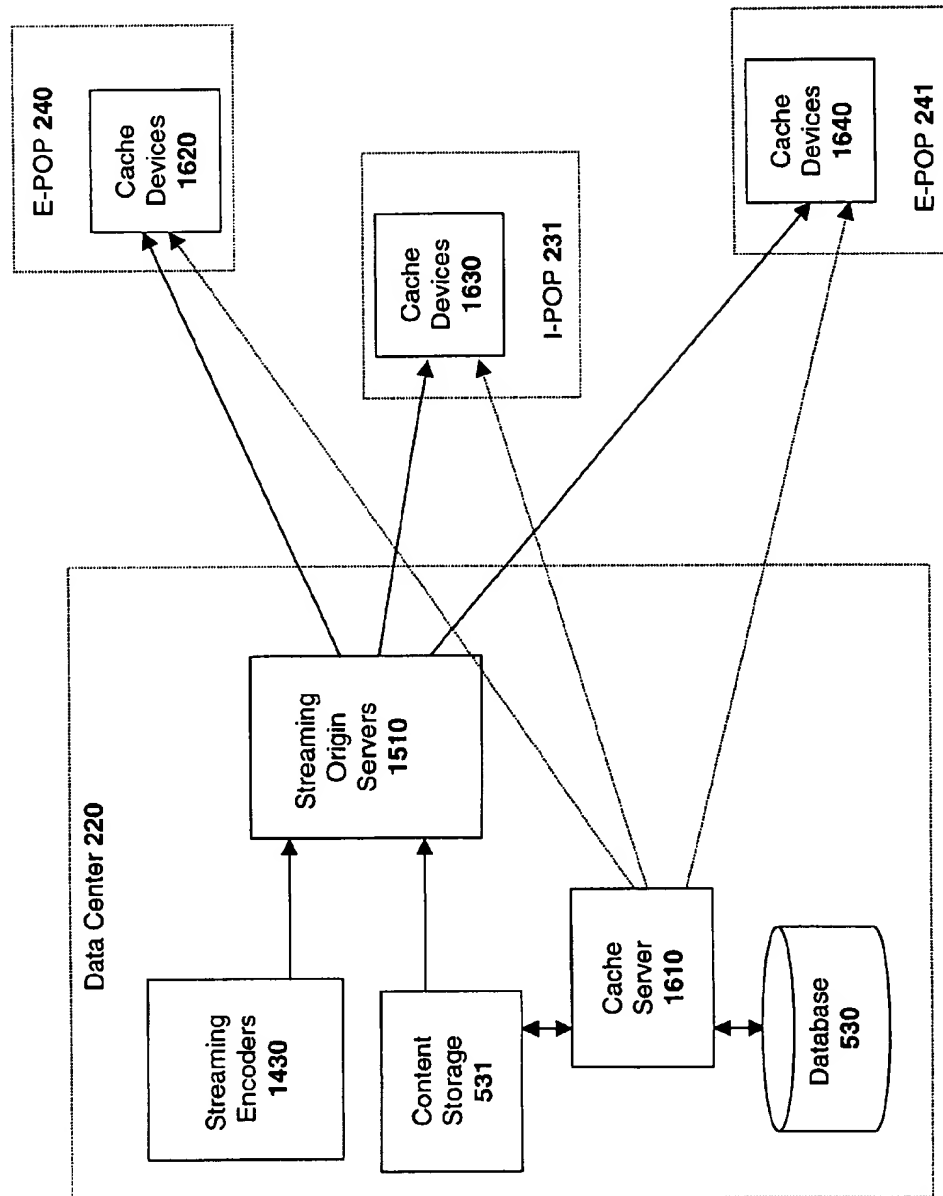 Data Center 220
Streaming
Encoders
1430
Content
Storage
531
Streaming
Origin
Servers
1510
Cache
Server
1610
Database
530
E-POP 240
Cache
Devices
1620
Cache
Devices
1630
I-POP 231
Cache
Devices
1640
E-POP 241